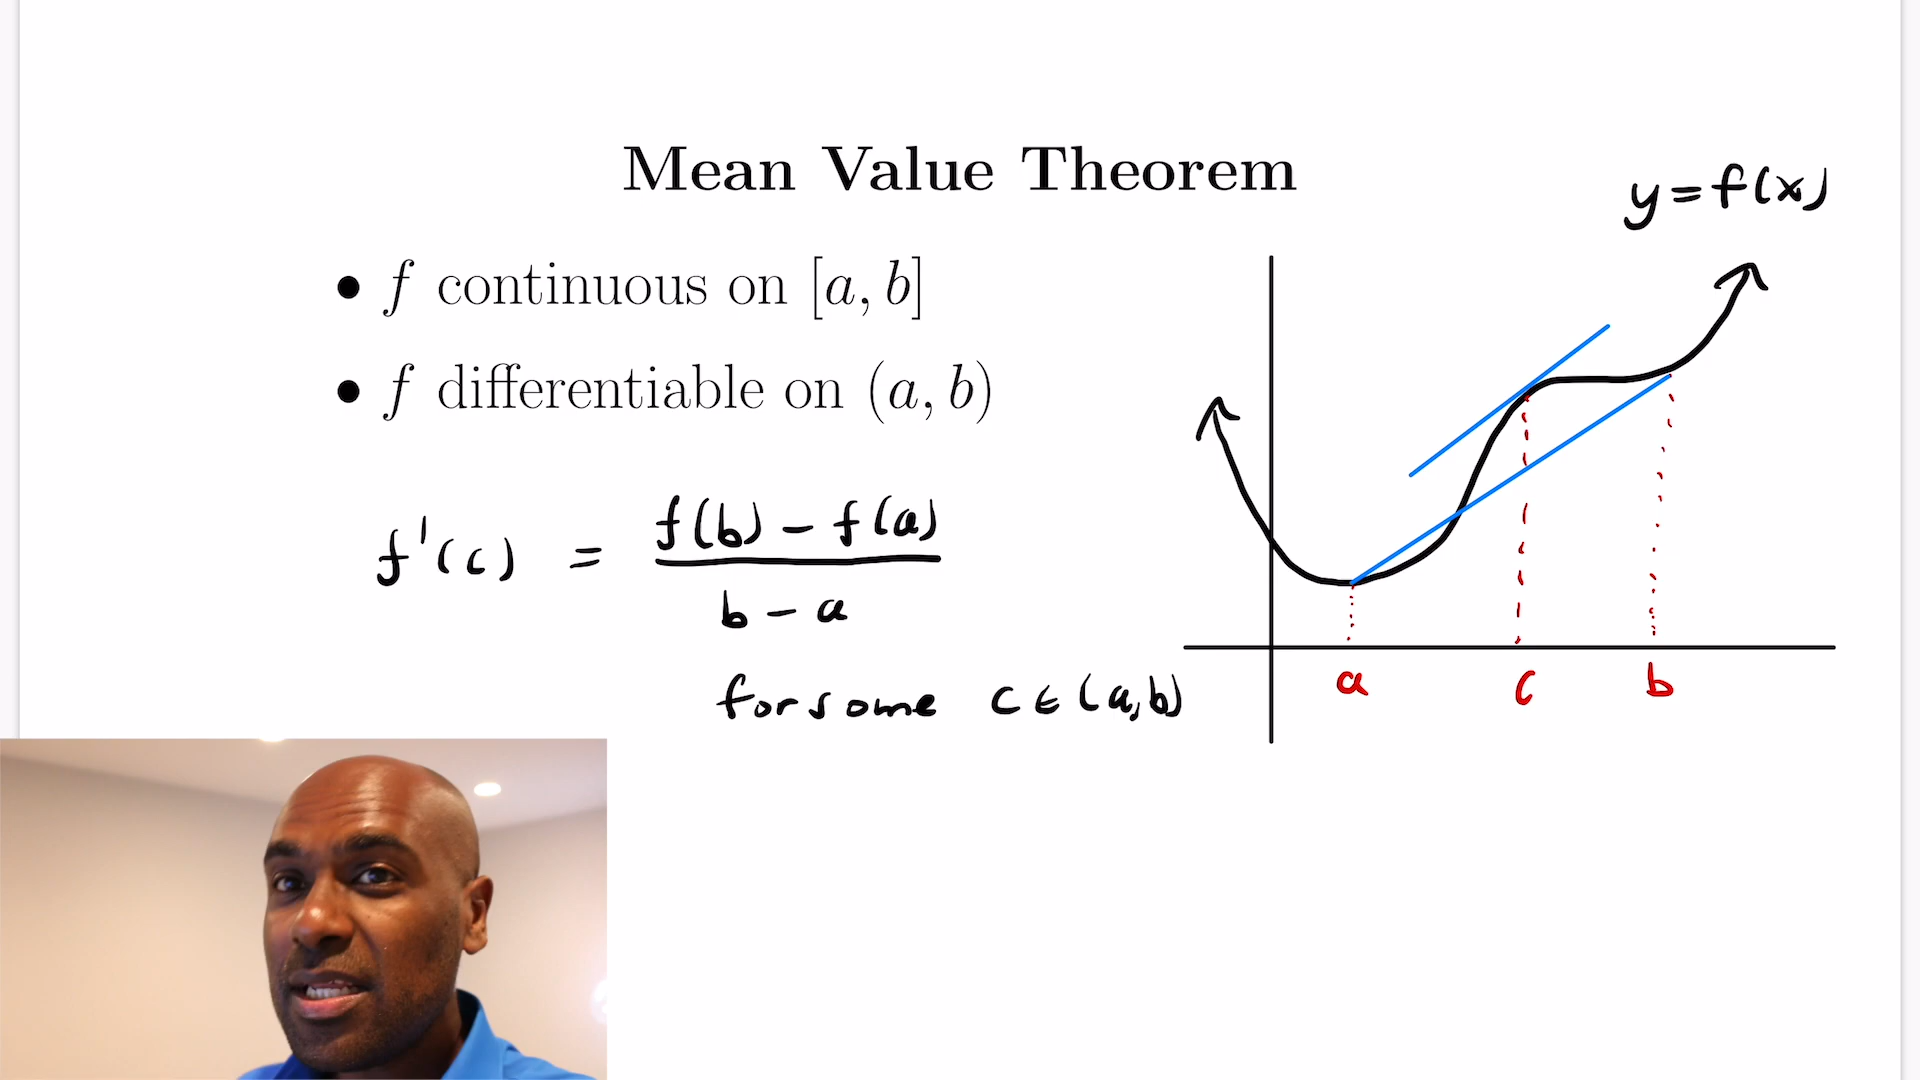 Mean Value Theorem
y = f(x)
• f continuous on [a, b]
• f differentiable on (a, b)
f'(c) = f(b) - f(a) / b - a
for some c ∈ (a,b)
a c b